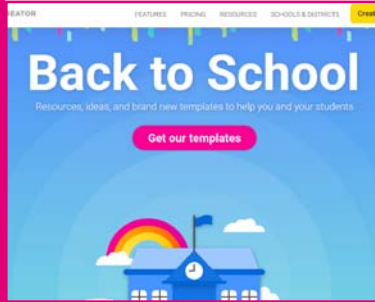 EATOR FEATURES PRICING RESOURCES SCHOOLS & DISTRICTS Creat
Back to School
Resources, ideas, and brand new templates to help you and your students
Get our templates